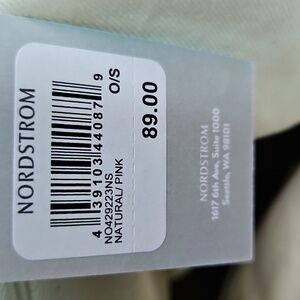 NORDSTROM
4 39103 44087 9
NO429223NS
NATURAL/ PINK
O/S
89.00
NORDSTROM
1617 6th Ave, Suite 1000
Seattle, WA 98101